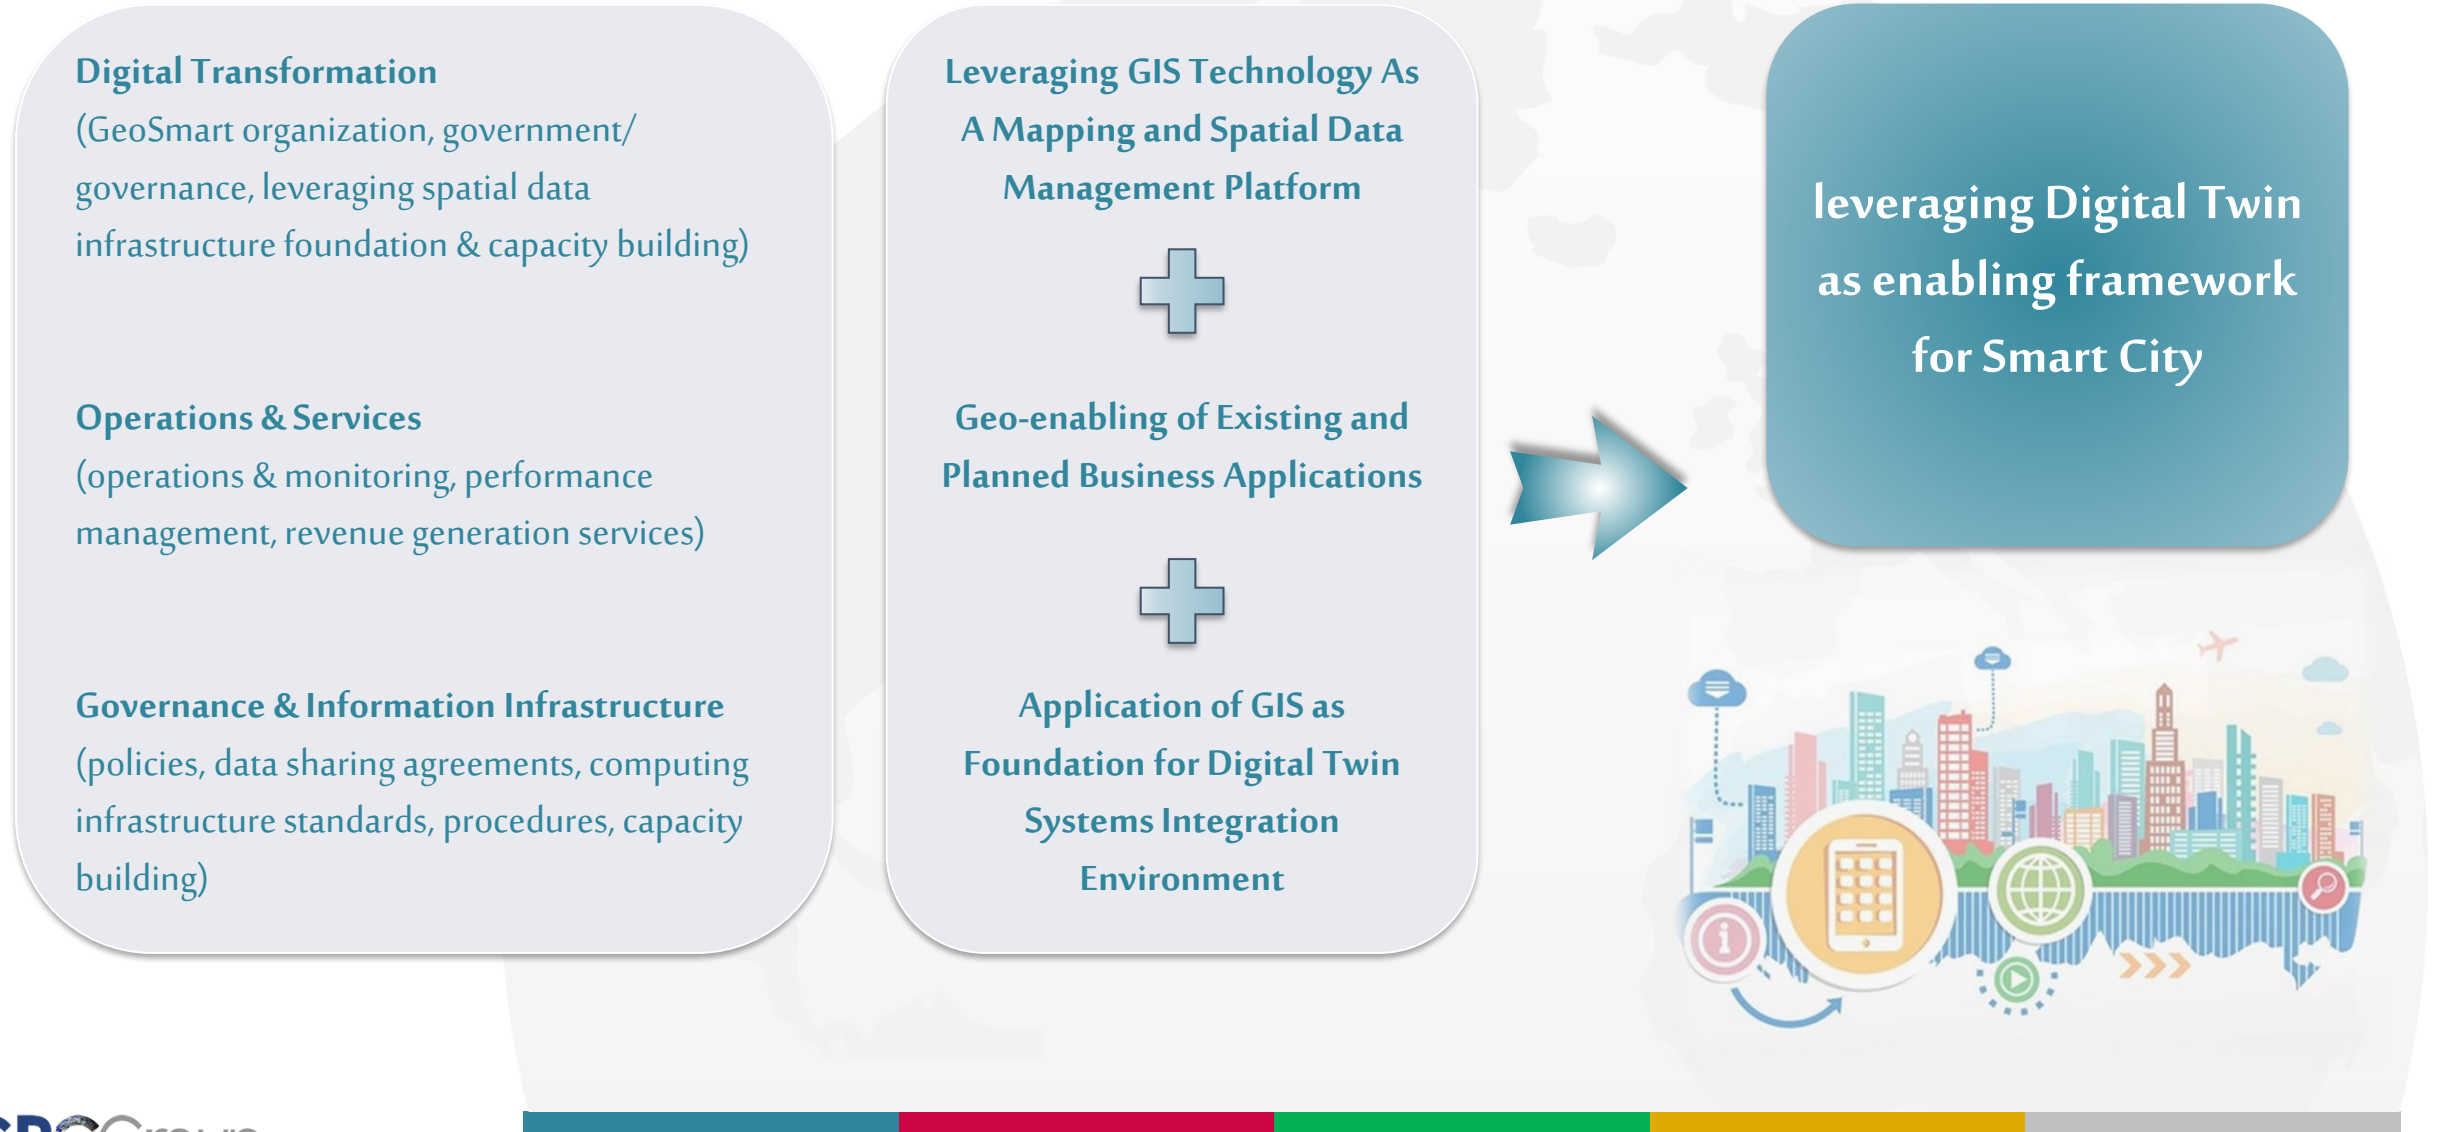 Digital Transformation
(GeoSmart organization, government/
governance, leveraging spatial data
infrastructure foundation & capacity building)
Operations & Services
(operations & monitoring, performance
management, revenue generation services)
Governance & Information Infrastructure
(policies, data sharing agreements, computing
infrastructure standards, procedures, capacity
building)
Leveraging GIS Technology As
A Mapping and Spatial Data
Management Platform
Geo-enabling of Existing and
Planned Business Applications
Application of GIS as
Foundation for Digital Twin
Systems Integration
Environment
leveraging Digital Twin
as enabling framework
for Smart City